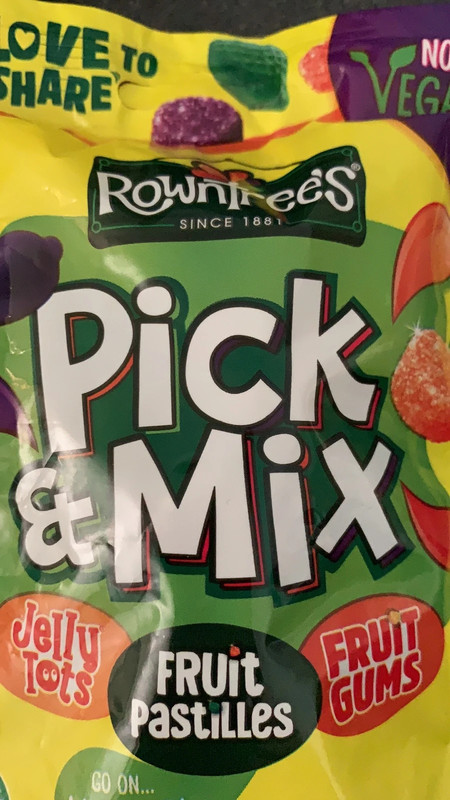 LOVE TO
SHARE
NO
VEGA
ROWNTREE'S®
SINCE 1881
Pick
& Mix
Jelly
Tots
FRUiT
PaSTiLLES
FRUiT
GUMS
GO ON...